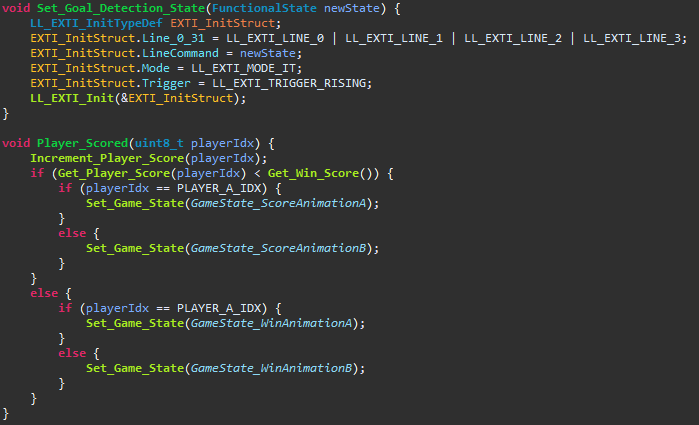 void Set_Goal_Detection_State(FunctionalState newState) {
    LL_EXTI_InitTypeDef EXTI_InitStruct;
    EXTI_InitStruct.Line_0_31 = LL_EXTI_LINE_0 | LL_EXTI_LINE_1 | LL_EXTI_LINE_2 | LL_EXTI_LINE_3;
    EXTI_InitStruct.LineCommand = newState;
    EXTI_InitStruct.Mode = LL_EXTI_MODE_IT;
    EXTI_InitStruct.Trigger = LL_EXTI_TRIGGER_RISING;
    LL_EXTI_Init(&EXTI_InitStruct);
}

void Player_Scored(uint8_t playerIdx) {
    Increment_Player_Score(playerIdx);
    if (Get_Player_Score(playerIdx) < Get_Win_Score()) {
        if (playerIdx == PLAYER_A_IDX) {
            Set_Game_State(GameState_ScoreAnimationA);
        }
        else {
            Set_Game_State(GameState_ScoreAnimationB);
        }
    }
    else {
        if (playerIdx == PLAYER_A_IDX) {
            Set_Game_State(GameState_WinAnimationA);
        }
        else {
            Set_Game_State(GameState_WinAnimationB);
        }
    }
}